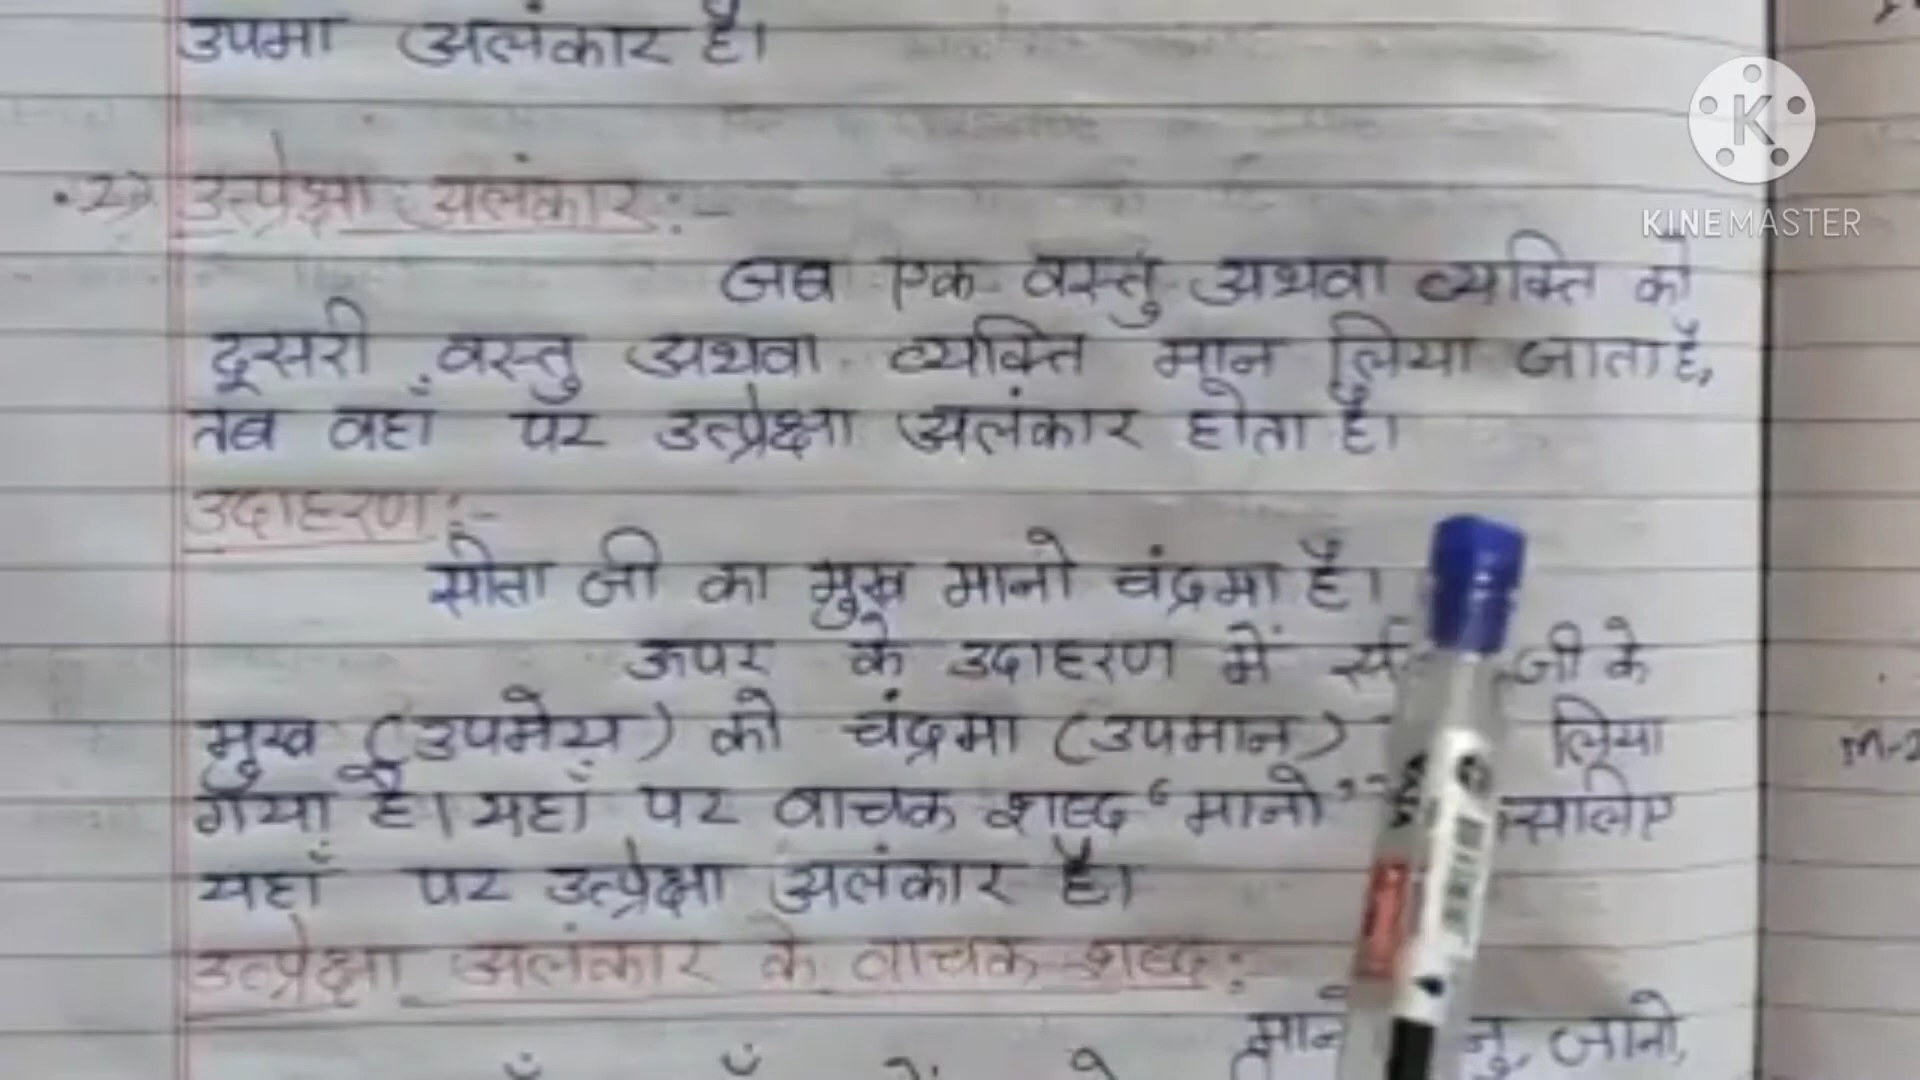 उपमा अलंकार है।
K
KINEMASTER
2) उत्प्रेक्षा अलंकार:-
जब एक वस्तु अथवा व्यक्ति को
दूसरी वस्तु अथवा व्यक्ति मान लिया जाता है,
तब वहाँ पर उत्प्रेक्षा अलंकार होता है।
उदाहरण:-
सीता जी का मुख मानो चंद्रमा है।
ऊपर के उदाहरण में जी के
मुख (उपमेय) को चंद्रमा (उपमान) लिया
गया है। यहाँ पर वाचक शब्द "मानो"
यहाँ पर उत्प्रेक्षा अलंकार है।
उत्प्रेक्षा अलंकार के वाचक शब्द:
जानो,